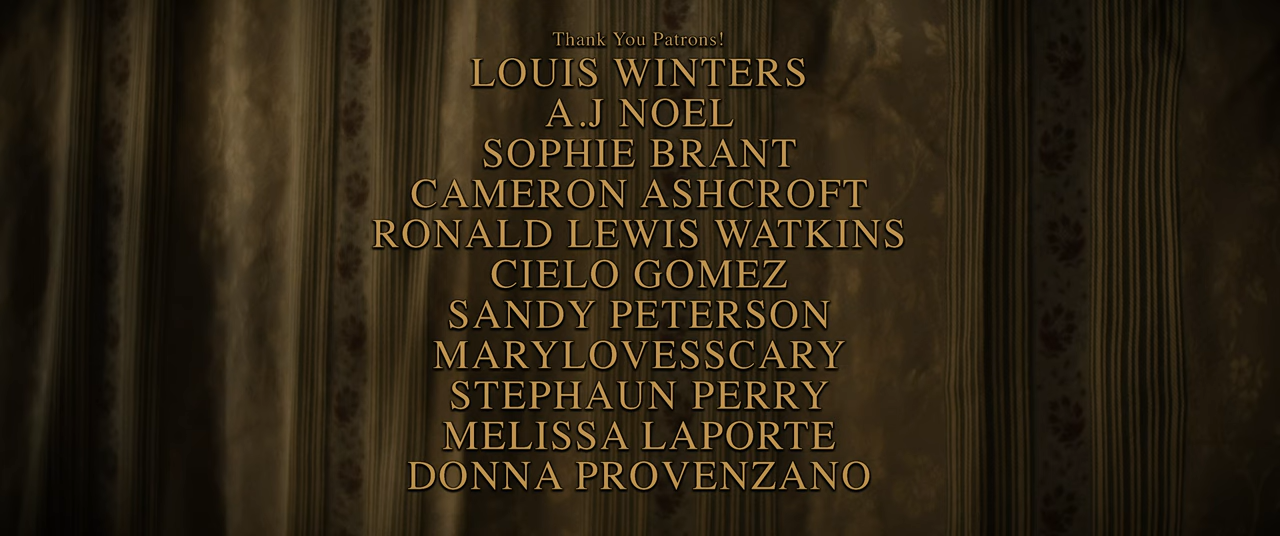 Thank You Patrons!
LOUIS WINTERS
A.J NOEL
SOPHIE BRANT
CAMERON ASHCROFT
RONALD LEWIS WATKINS
CIELO GOMEZ
SANDY PETERSON
MARYLOVESSCARY
STEPHAUN PERRY
MELISSA LAPORTE
DONNA PROVENZANO